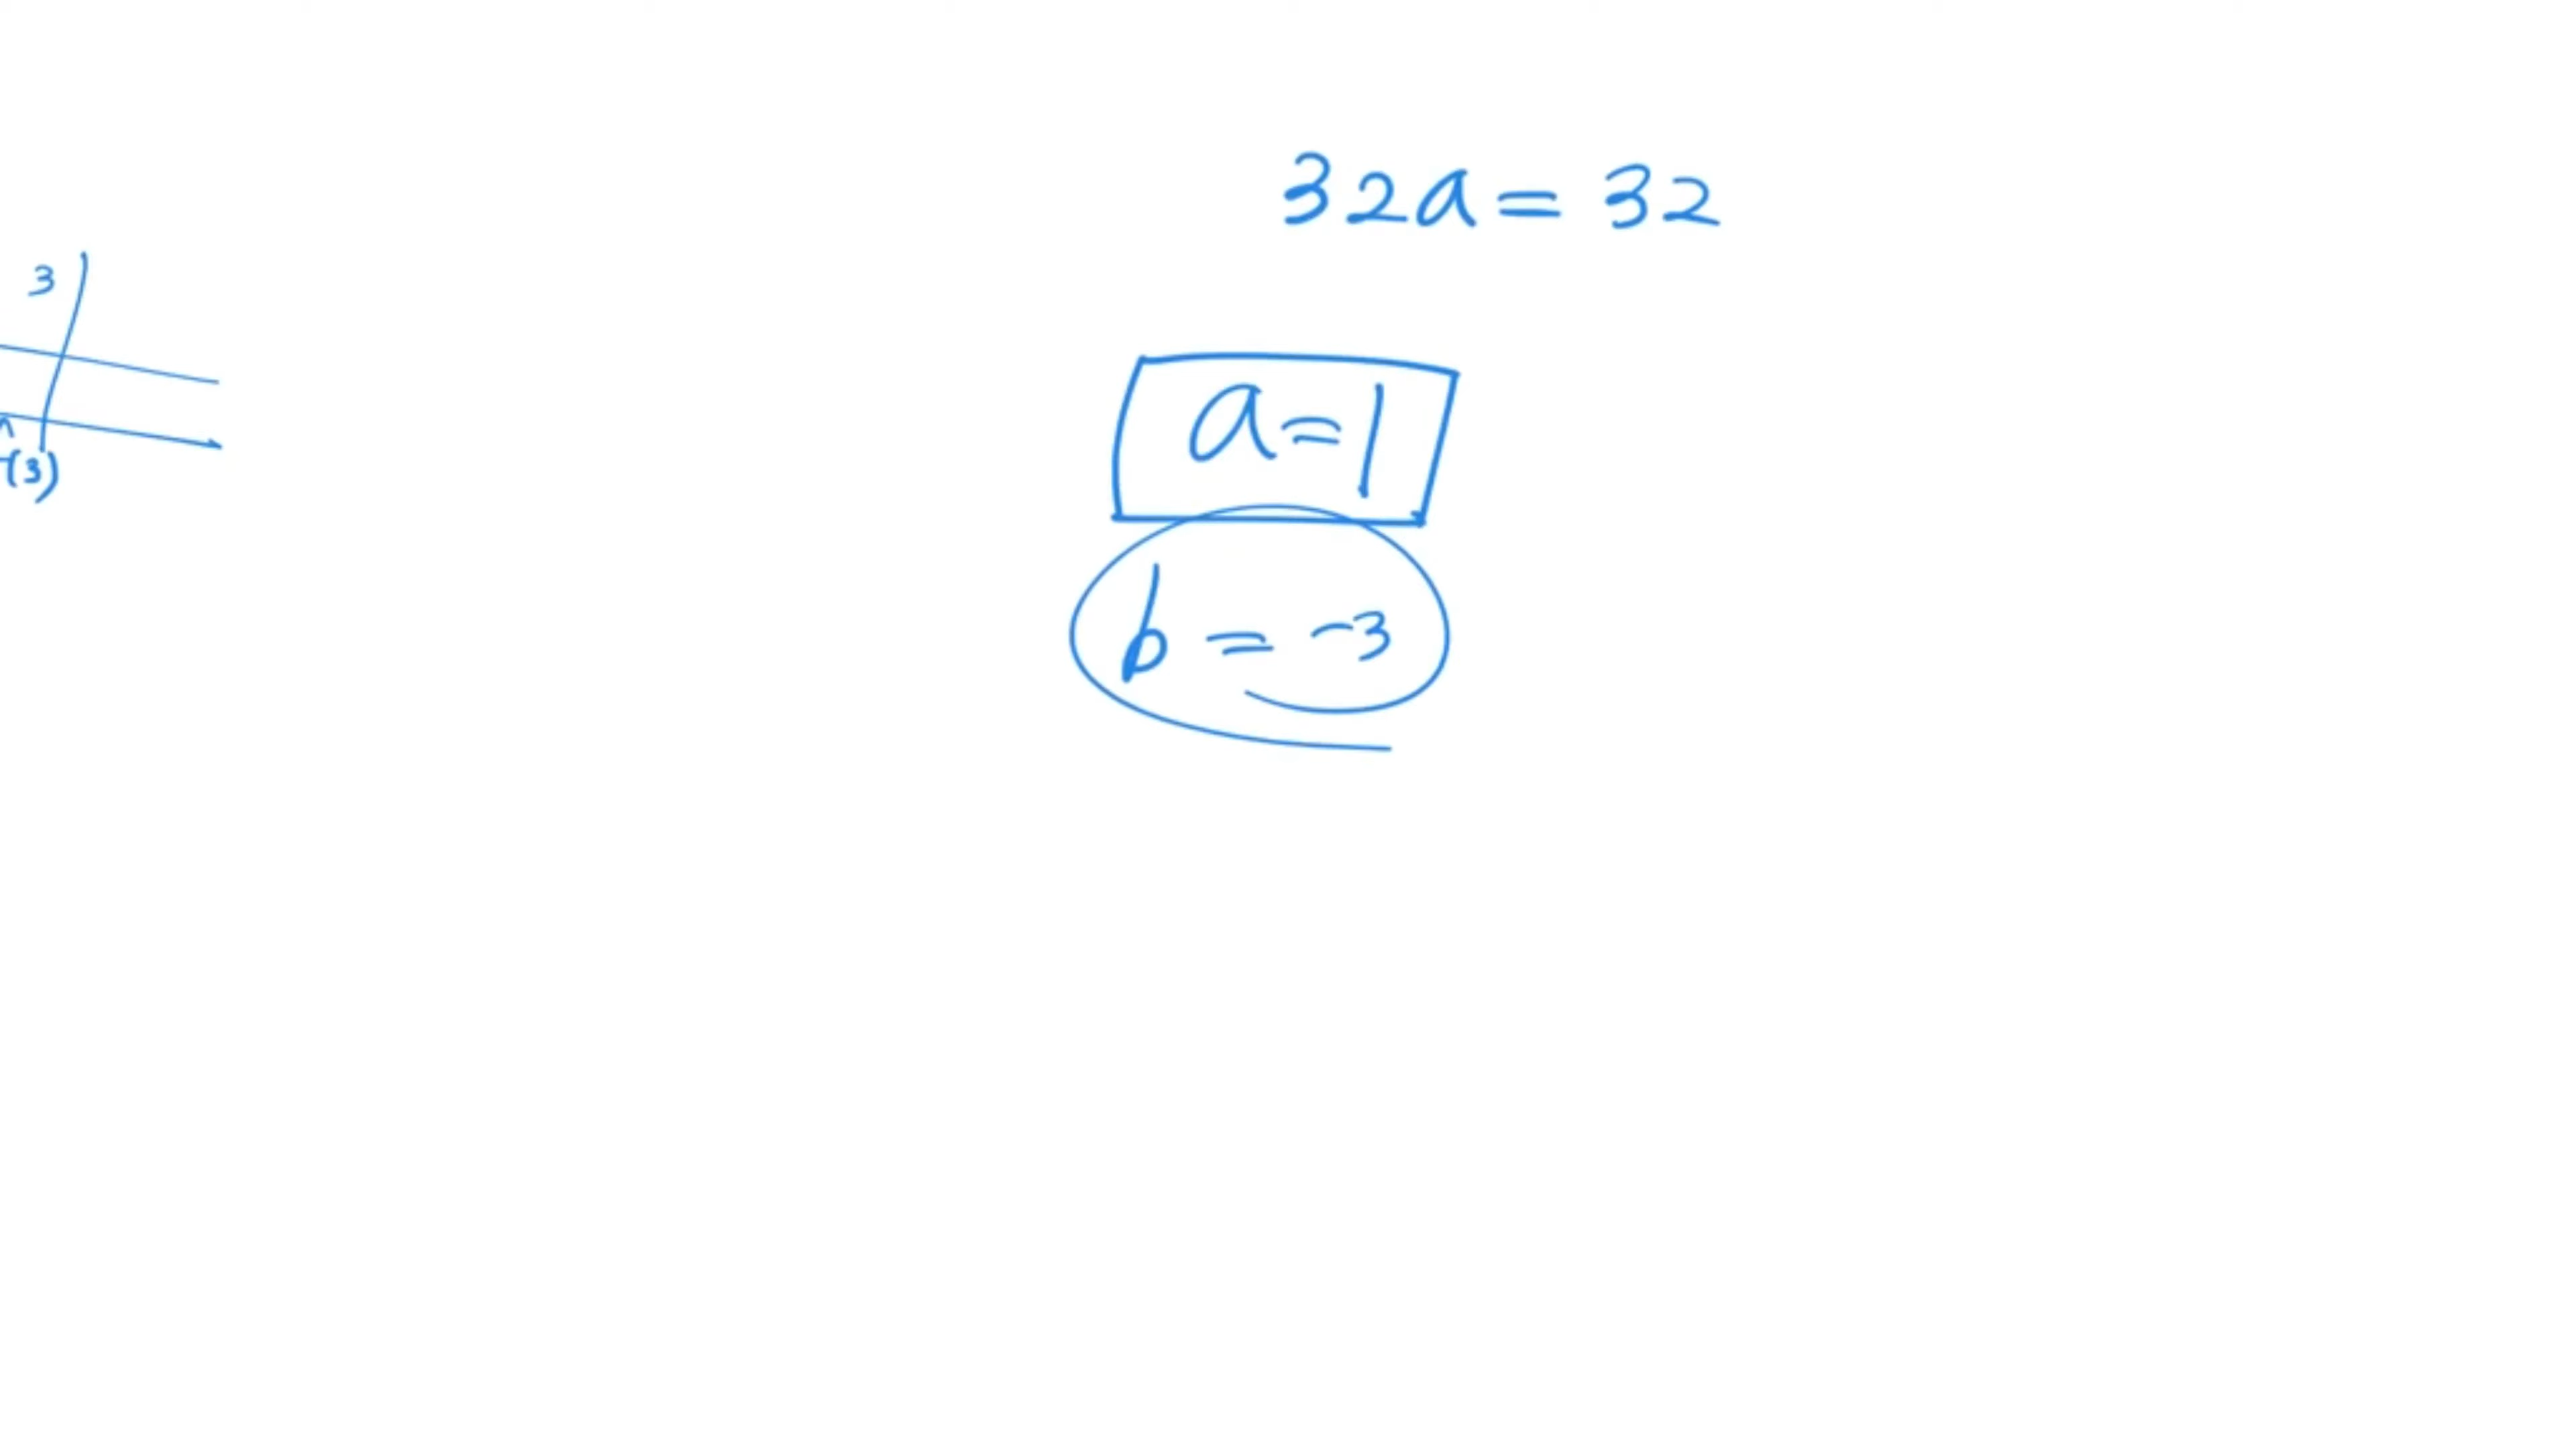 32a = 32
3
a = 1
(3)
b = -3